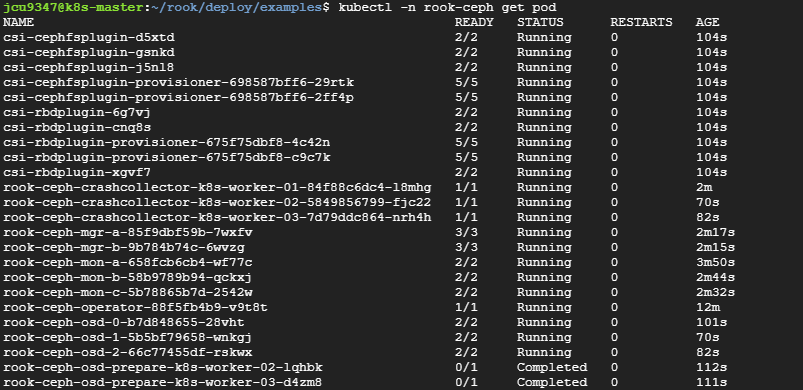 jcu9347@k8s-master:~/rook/deploy/examples$ kubectl -n rook-ceph get pod
NAME READY STATUS RESTARTS AGE
csi-cephfsplugin-d5xtd 2/2 Running 0 104s
csi-cephfsplugin-gsnkd 2/2 Running 0 104s
csi-cephfsplugin-j5nl8 2/2 Running 0 104s
csi-cephfsplugin-provisioner-698587bff6-29rtk 5/5 Running 0 104s
csi-cephfsplugin-provisioner-698587bff6-2ff4p 5/5 Running 0 104s
csi-rbdplugin-6g7vj 2/2 Running 0 104s
csi-rbdplugin-cnq8s 2/2 Running 0 104s
csi-rbdplugin-provisioner-675f75dbf8-4c42n 5/5 Running 0 104s
csi-rbdplugin-provisioner-675f75dbf8-c9c7k 5/5 Running 0 104s
csi-rbdplugin-xgvf7 2/2 Running 0 104s
rook-ceph-crashcollector-k8s-worker-01-84f88c6dc4-l8mhg 1/1 Running 0 2m
rook-ceph-crashcollector-k8s-worker-02-5849856799-fjc22 1/1 Running 0 70s
rook-ceph-crashcollector-k8s-worker-03-7d79ddc864-nrh4h 1/1 Running 0 82s
rook-ceph-mgr-a-85f9dbf59b-7wxfv 3/3 Running 0 2m17s
rook-ceph-mgr-b-9b784b74c-6wvzg 3/3 Running 0 2m15s
rook-ceph-mon-a-658fcb6cb4-wf77c 2/2 Running 0 3m50s
rook-ceph-mon-b-58b9789b94-qckxj 2/2 Running 0 2m44s
rook-ceph-mon-c-5b78865b7d-2542w 2/2 Running 0 2m32s
rook-ceph-operator-88f5fb4b9-v9t8t 1/1 Running 0 12m
rook-ceph-osd-0-b7d848655-28vht 2/2 Running 0 101s
rook-ceph-osd-1-5b5bf79658-wnkgj 2/2 Running 0 70s
rook-ceph-osd-2-66c77455df-rskwx 2/2 Running 0 82s
rook-ceph-osd-prepare-k8s-worker-02-lqhbk 0/1 Completed 0 112s
rook-ceph-osd-prepare-k8s-worker-03-d4zm8 0/1 Completed 0 111s